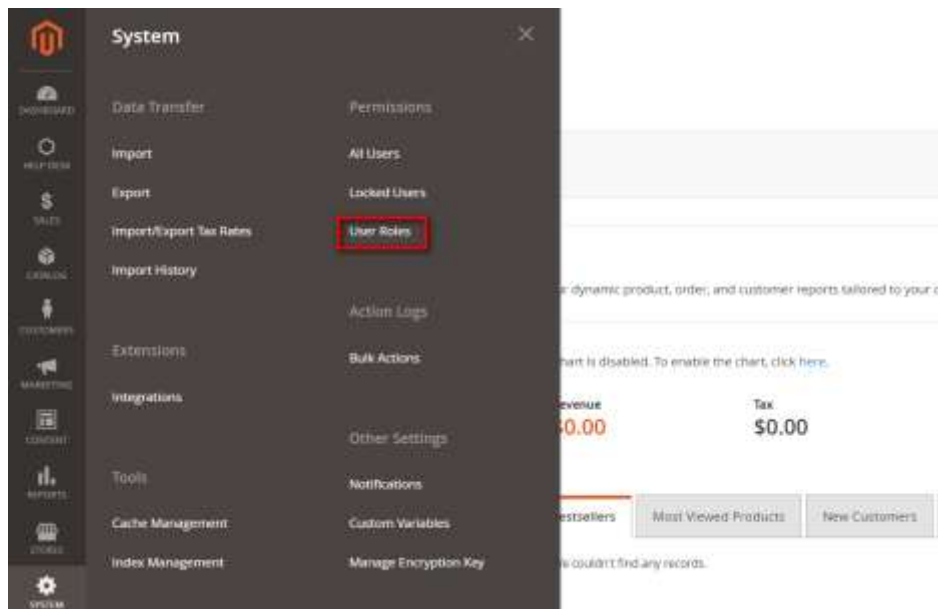 System
DASHBOARD
HELP DESK
SALES
CATALOG
CUSTOMERS
MARKETING
CONTENT
REPORTS
STORES
SYSTEM
Data Transfer
Import
Export
Import/Export Tax Rates
Import History
Extensions
Integrations
Tools
Cache Management
Index Management
Permissions
All Users
Locked Users
User Roles
Action Logs
Bulk Actions
Other Settings
Notifications
Custom Variables
Manage Encryption Key
r dynamic product, order, and customer reports tailored to your c
hart is disabled. To enable the chart, click here.
evenue Tax
$0.00 $0.00
estsellers Most Viewed Products New Customers
e couldn't find any records.